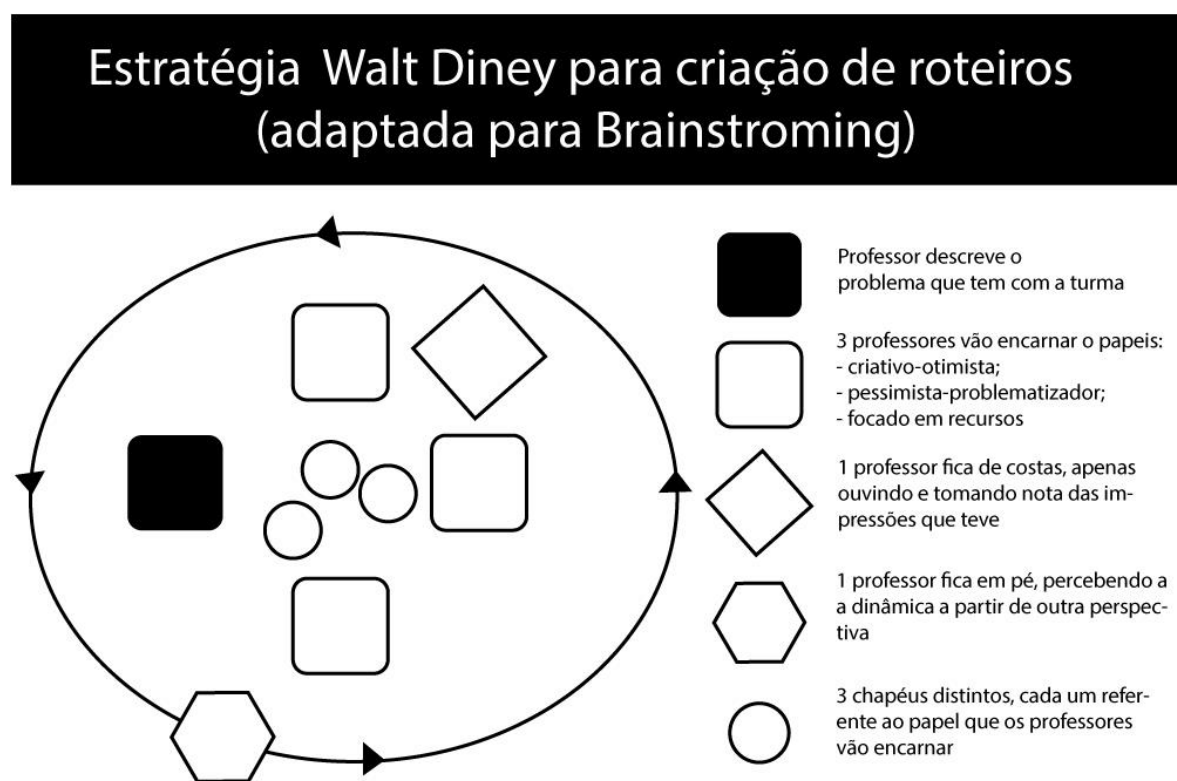 Estratégia Walt Diney para criação de roteiros
(adaptada para Brainstroming)
Professor descreve o
problema que tem com a turma
3 professores vão encarnar o papeis:
- criativo-otimista;
- pessimista-problematizador;
- focado em recursos
1 professor fica de costas, apenas
ouvindo e tomando nota das im-
pressões que teve
1 professor fica em pé, percebendo a
a dinâmica a partir de outra perspec-
tiva
3 chapéus distintos, cada um refer-
ente ao papel que os professores
vão encarnar